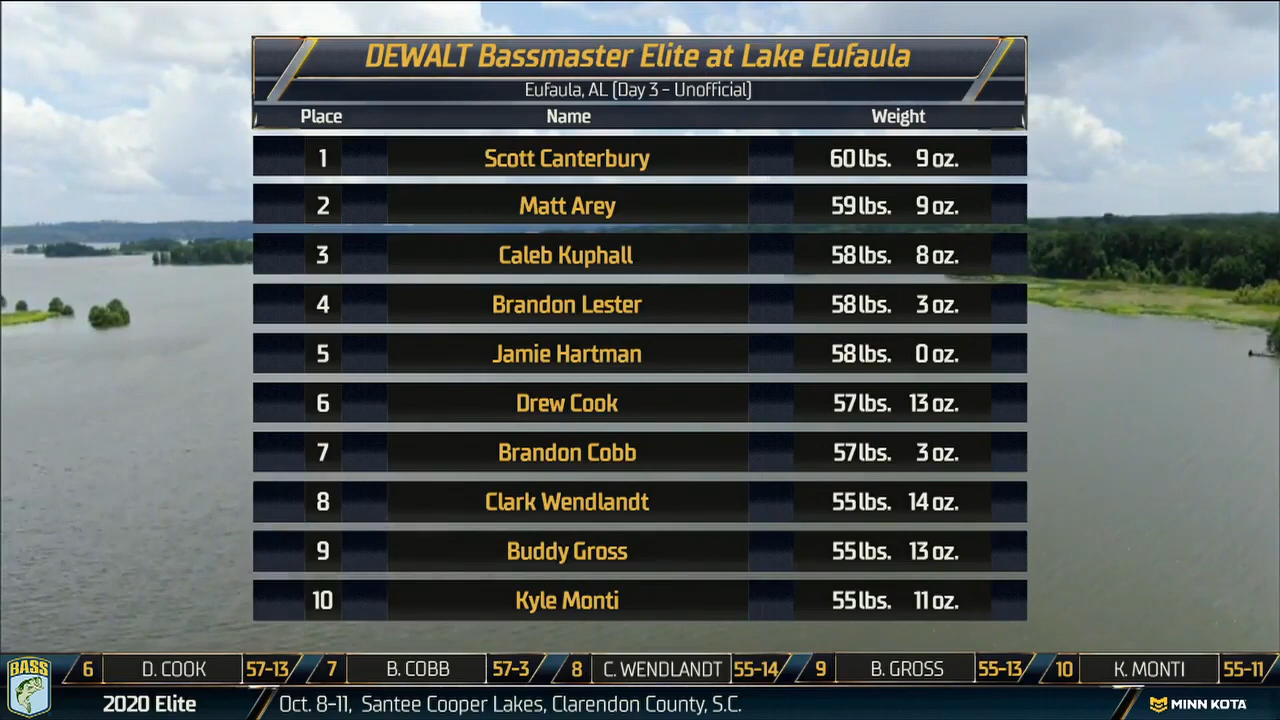 DEWALT Bassmaster Elite at Lake Eufaula
Eufaula, AL (Day 3 - Unofficial)
Place Name Weight
1 Scott Canterbury 60 lbs. 9 oz.
2 Matt Arey 59 lbs. 9 oz.
3 Caleb Kuphall 58 lbs. 8 oz.
4 Brandon Lester 58 lbs. 3 oz.
5 Jamie Hartman 58 lbs. 0 oz.
6 Drew Cook 57 lbs. 13 oz.
7 Brandon Cobb 57 lbs. 3 oz.
8 Clark Wendlandt 55 lbs. 14 oz.
9 Buddy Gross 55 lbs. 13 oz.
10 Kyle Monti 55 lbs. 11 oz.
BASS 6 D. COOK 57-13 7 B. COBB 57-3 8 C. WENDLANDT 55-14 9 B. GROSS 55-13 10 K. MONTI 55-11
2020 Elite Oct. 8-11, Santee Cooper Lakes, Clarendon County, S.C. MINN KOTA